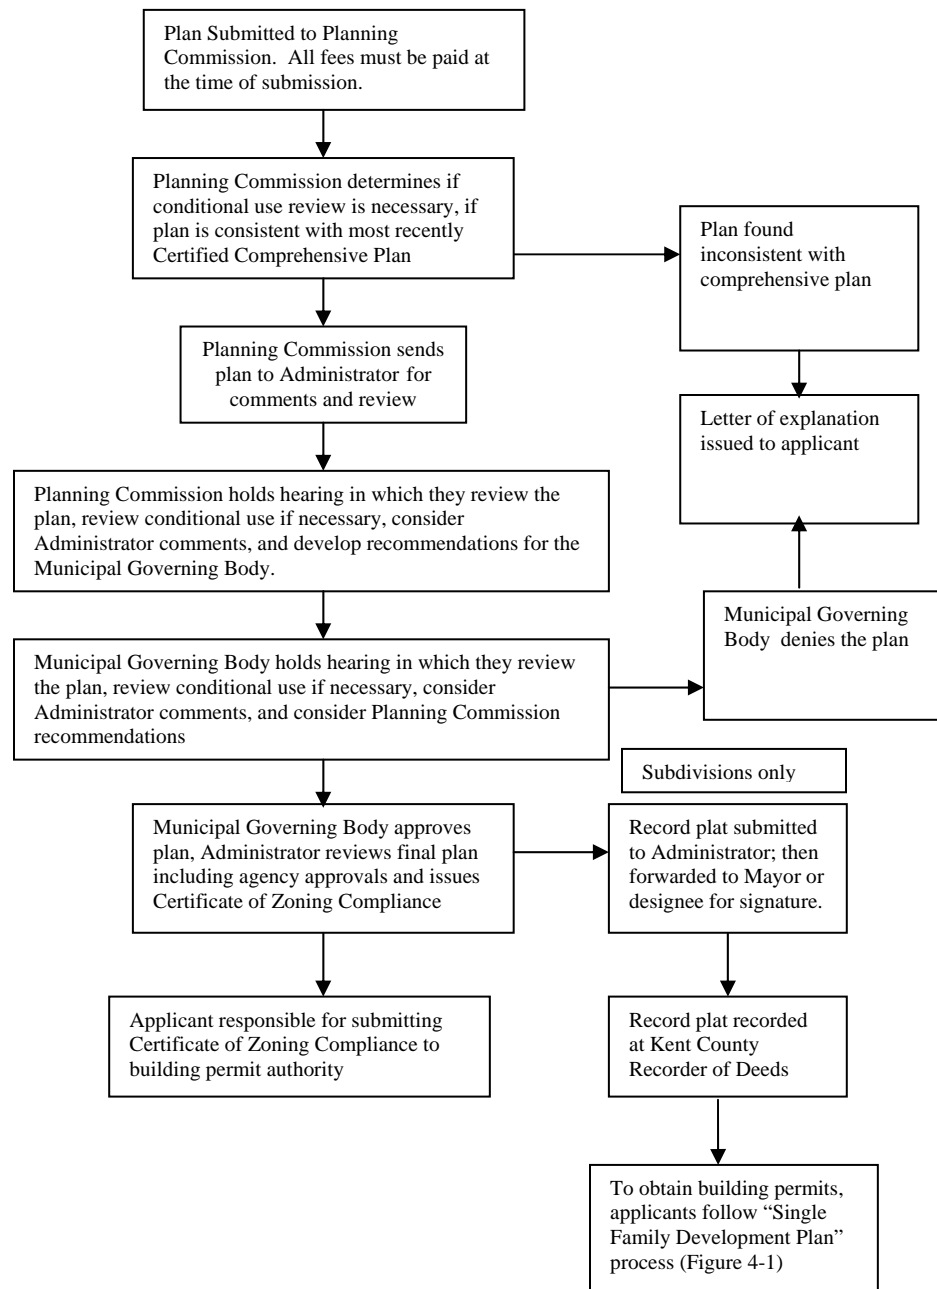 Plan Submitted to Planning
Commission.  All fees must be paid at
the time of submission.
Planning Commission determines if
conditional use review is necessary, if
plan is consistent with most recently
Certified Comprehensive Plan
Plan found
inconsistent with
comprehensive plan
Planning Commission sends
plan to Administrator for
comments and review
Letter of explanation
issued to applicant
Planning Commission holds hearing in which they review the
plan, review conditional use if necessary, consider
Administrator comments, and develop recommendations for the
Municipal Governing Body.
Municipal Governing
Body  denies the plan
Municipal Governing Body holds hearing in which they review
the plan, review conditional use if necessary, consider
Administrator comments, and consider Planning Commission
recommendations
Subdivisions only
Municipal Governing Body approves
plan, Administrator reviews final plan
including agency approvals and issues
Certificate of Zoning Compliance
Record plat submitted
to Administrator; then
forwarded to Mayor or
designee for signature.
Applicant responsible for submitting
Certificate of Zoning Compliance to
building permit authority
Record plat recorded
at Kent County
Recorder of Deeds
To obtain building permits,
applicants follow “Single
Family Development Plan”
process (Figure 4-1)